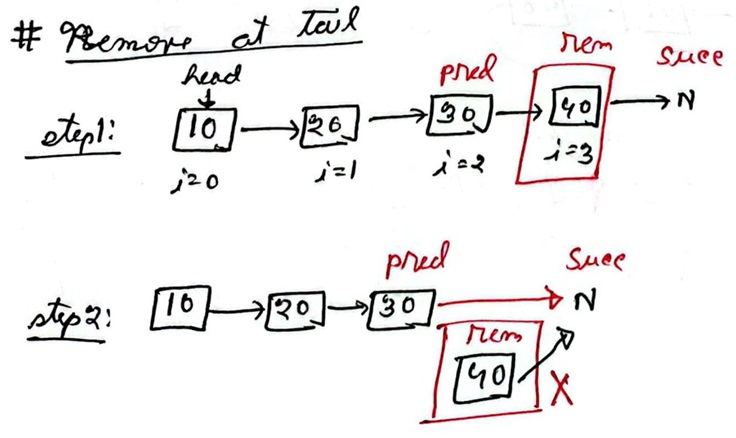 # Remove at tail
head pred rem succ
step1: 10 20 30 40 N
i=0 i=1 i=2 i=3
pred succ
step2: 10 20 30 N
rem
40 X